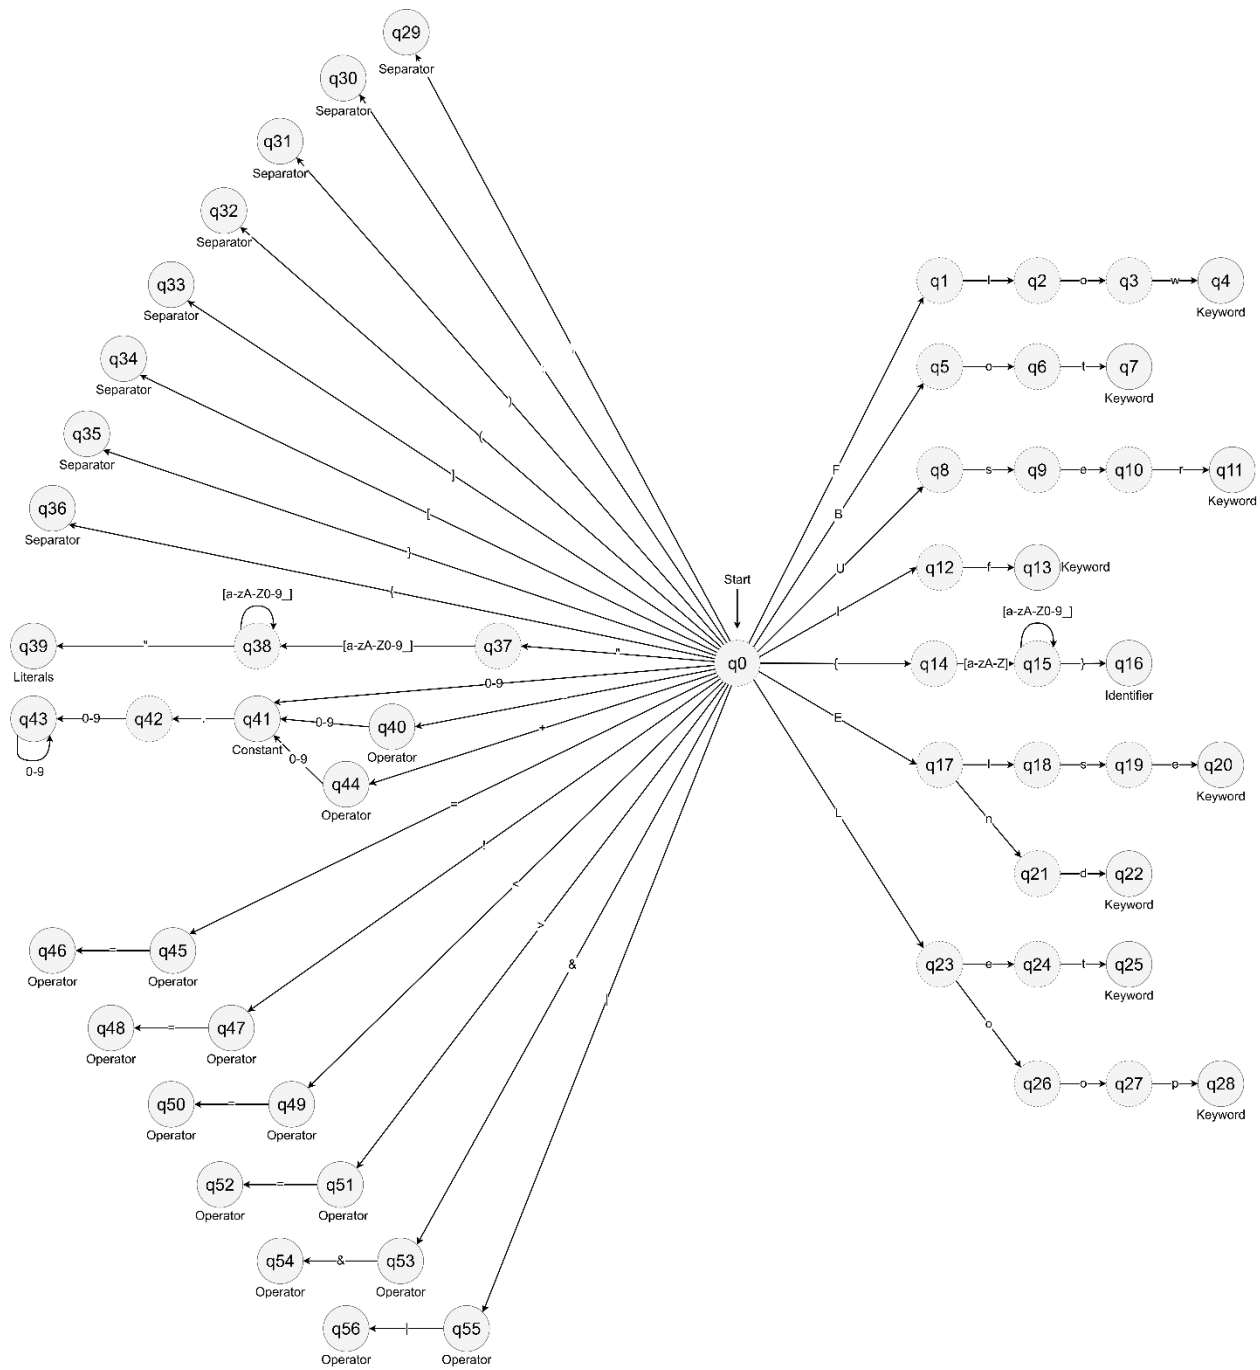 q29
Separator
q30
Separator
q31
Separator
q32
Separator
q33
Separator
q34
Separator
q35
Separator
q36
Separator
,
.
)
(
]
[
}
{
q1
l
q2
o
q3
w
q4
Keyword
F
q5
o
q6
t
q7
Keyword
B
q8
s
q9
e
q10
r
q11
Keyword
U
q12
f
q13
Keyword
I
Start
q0
[a-zA-Z0-9_]
q39
"
q38
[a-zA-Z0-9_]
q37
"
Literals
[a-zA-Z0-9_]
{
q14
[a-zA-Z]
q15
}
q16
Identifier
0-9
q43
0-9
q42
.
q41
0-9
q40
-
Constant
Operator
0-9
0-9
q44
+
Operator
E
q17
l
q18
s
q19
e
q20
Keyword
n
q21
d
q22
Keyword
L
q23
e
q24
t
q25
Keyword
o
q26
o
q27
p
q28
Keyword
=
!
<
>
&
|
q46
=
q45
Operator
Operator
q48
=
q47
Operator
Operator
q50
=
q49
Operator
Operator
q52
=
q51
Operator
Operator
q54
&
q53
Operator
Operator
q56
|
q55
Operator
Operator